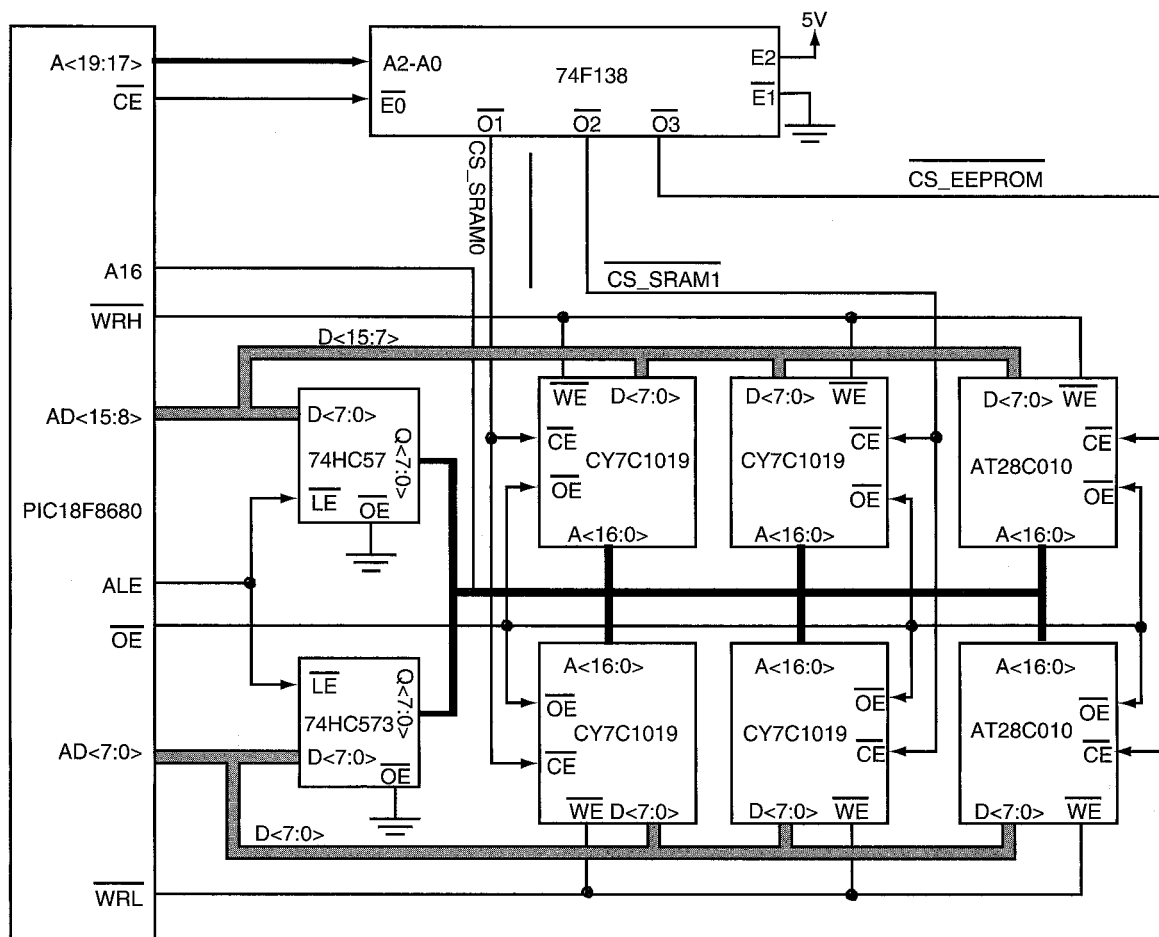 5V
A<19:17>
A2-A0
74F138
E2
CE
E0
E1
O1
O2
O3
CS_SRAM0
CS_EEPROM
A16
CS_SRAM1
WRH
D<15:7>
WE
D<7:0>
D<7:0>
WE
D<7:0>
WE
AD<15:8>
D<7:0>
Q<7:0>
74HC57
CE
CY7C1019
CE
CY7C1019
CE
AT28C010
LE
OE
OE
OE
OE
PIC18F8680
A<16:0>
A<16:0>
A<16:0>
ALE
OE
LE
Q<7:0>
A<16:0>
A<16:0>
A<16:0>
74HC573
OE
CY7C1019
OE
CY7C1019
OE
AT28C010
AD<7:0>
D<7:0>
OE
CE
CE
CE
WE
D<7:0>
D<7:0>
WE
D<7:0>
WE
D<7:0>
WRL